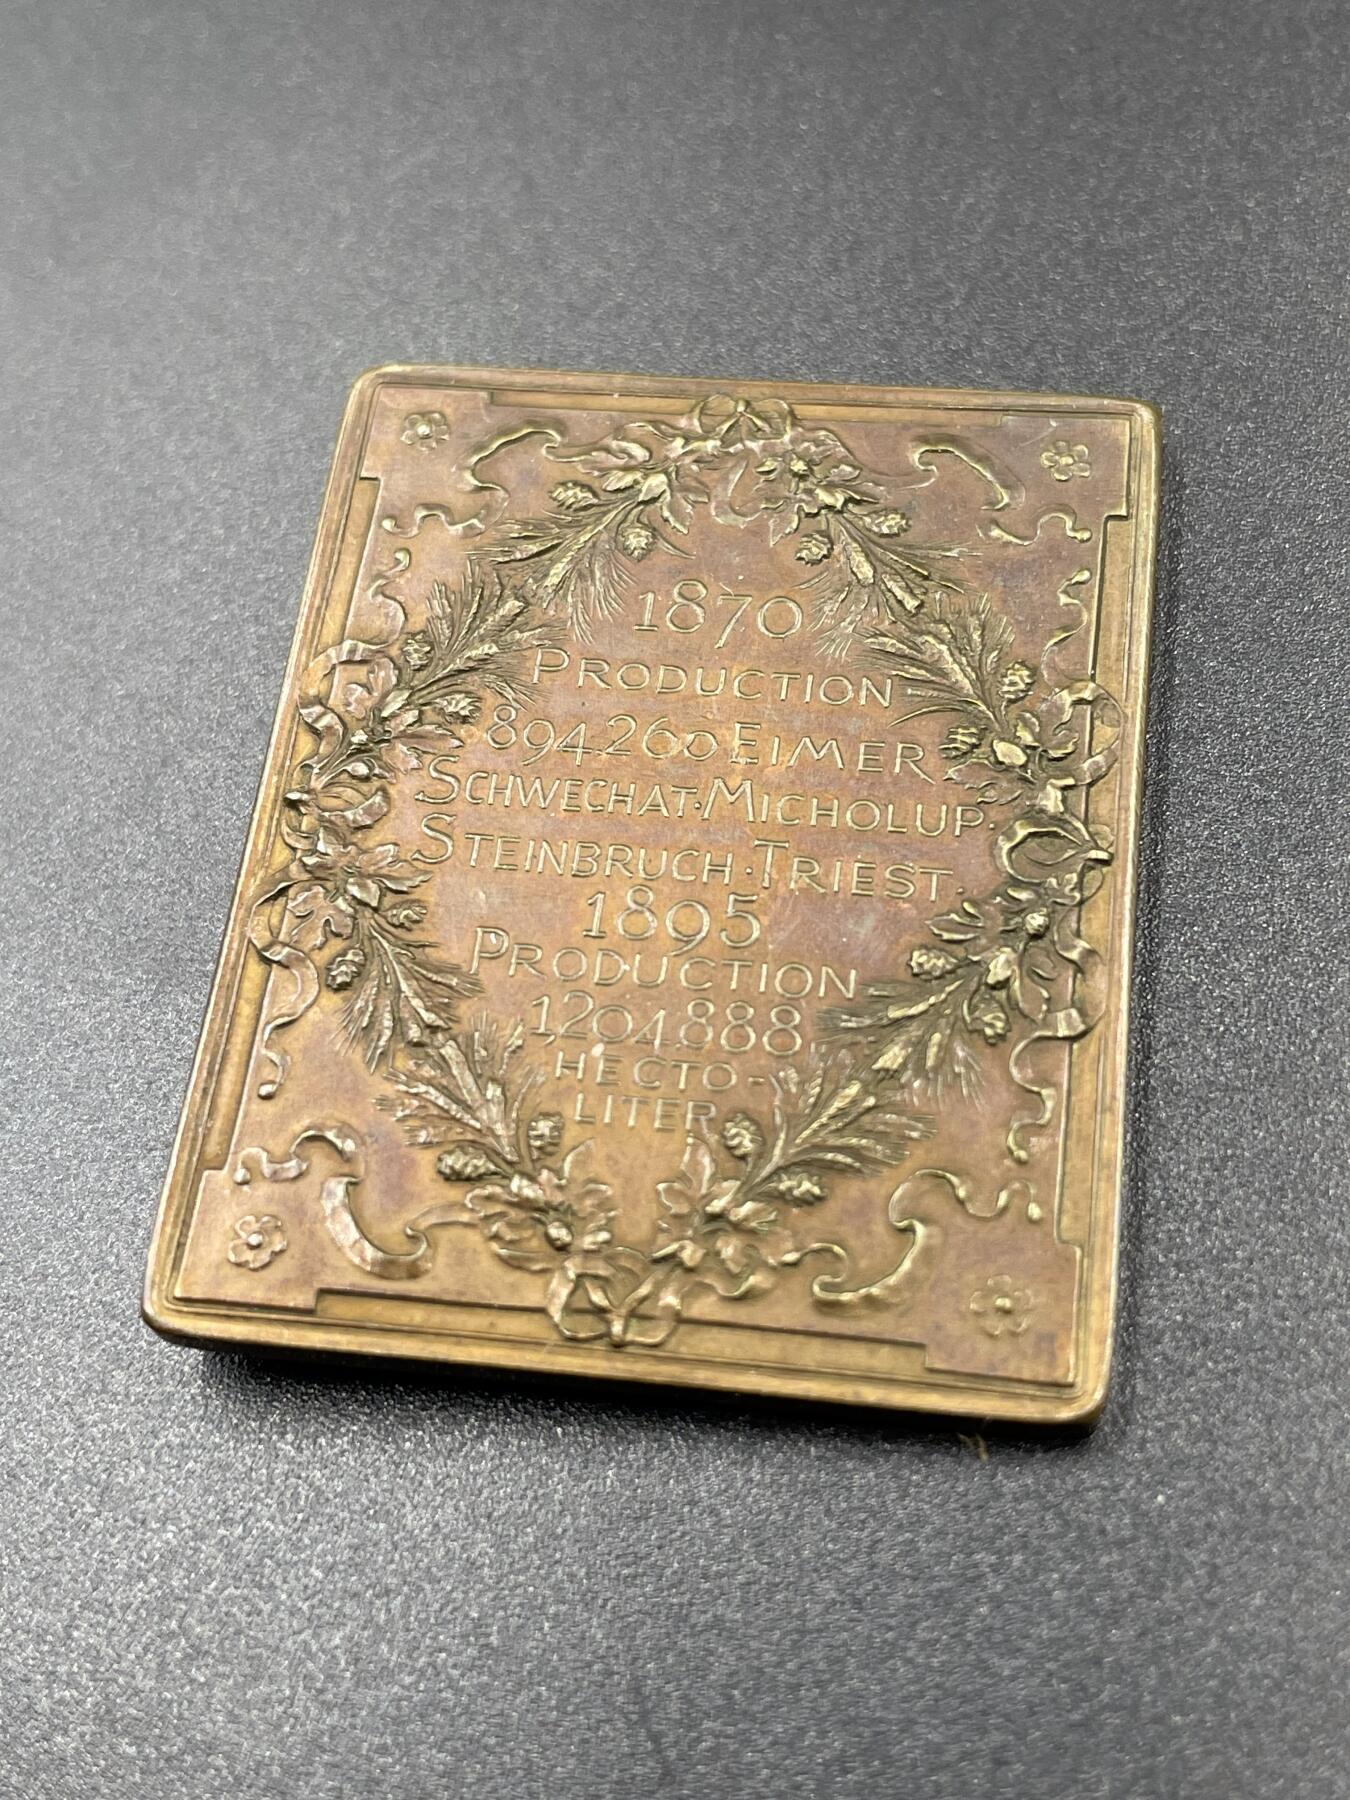 1870
PRODUCTION
894.260 EIMER
SCHWECHAT·MICHOLUP·
STEINBRUCH·TRIEST·
1895
PRODUCTION
1,204.888
HECTO-
LITER